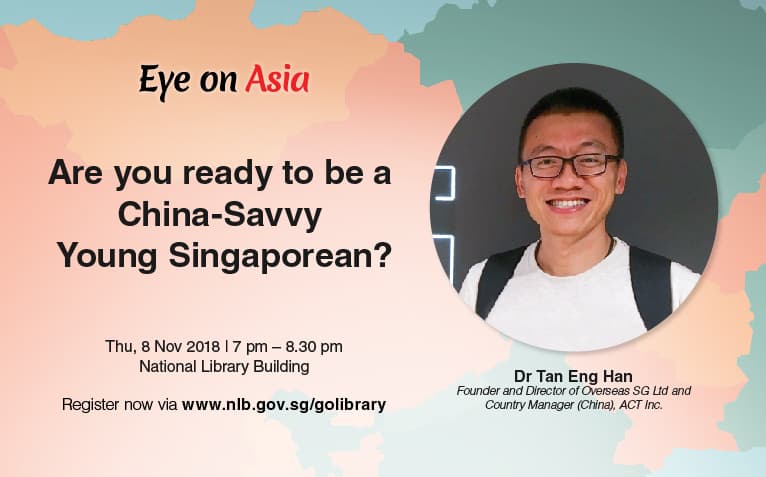 Eye on Asia
Are you ready to be a
China-Savvy
Young Singaporean?
Thu, 8 Nov 2018 | 7 pm – 8.30 pm
National Library Building
Register now via www.nlb.gov.sg/golibrary
Dr Tan Eng Han
Founder and Director of Overseas SG Ltd and
Country Manager (China), ACT Inc.